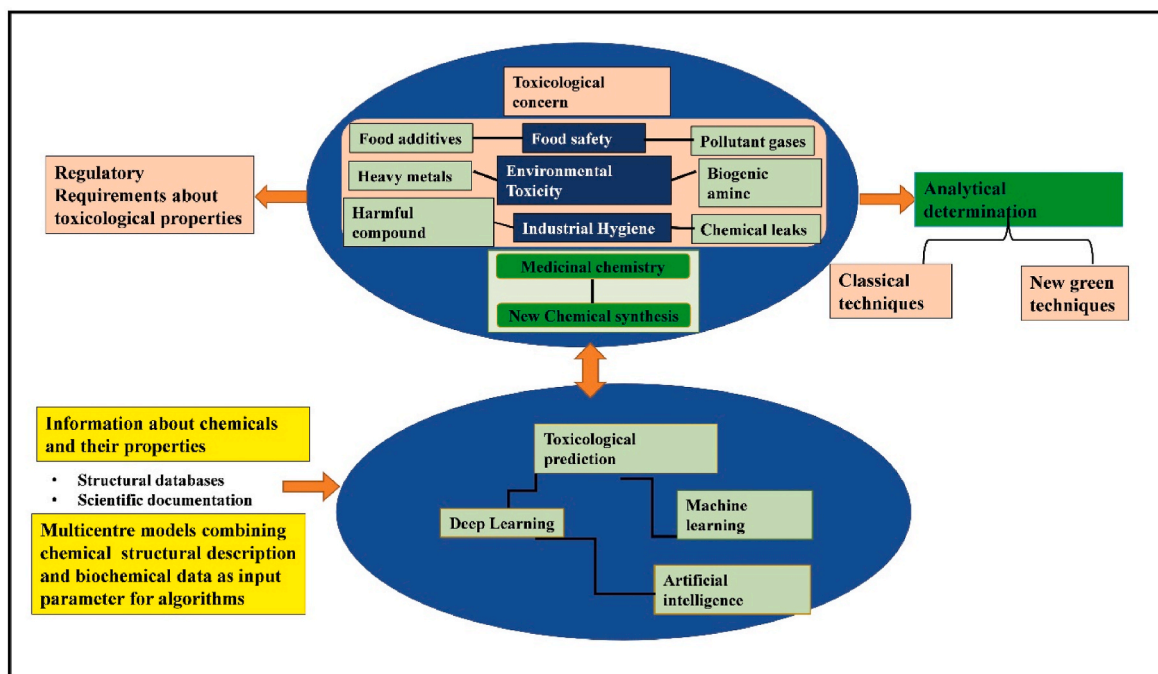 Toxicological
concern
Food additives
Food safety
Pollutant gases
Heavy metals
Environmental
Toxicity
Biogenic
aminc
Harmful
compound
Industrial Hygiene
Chemical leaks
Medicinal chemistry
New Chemical synthesis
Regulatory
Requirements about
toxicological properties
Analytical
determination
Classical
techniques
New green
techniques
Information about chemicals
and their properties
• Structural databases
• Scientific documentation
Multicentre models combining
chemical structural description
and biochemical data as input
parameter for algorithms
Toxicological
prediction
Deep Learning
Machine
learning
Artificial
intelligence